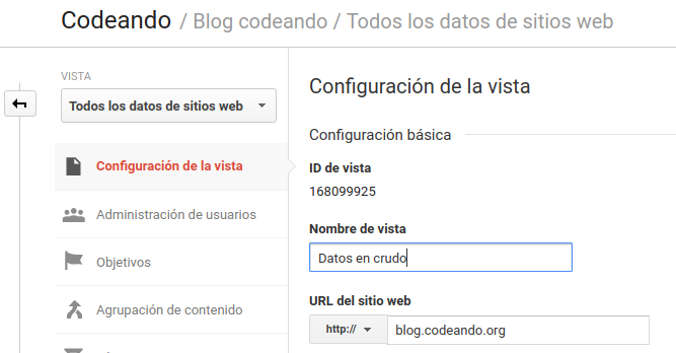 Codeando / Blog codeando / Todos los datos de sitios web
VISTA
Todos los datos de sitios web
Configuración de la vista
Administración de usuarios
Objetivos
Agrupación de contenido
Configuración de la vista
Configuración básica
ID de vista
168099925
Nombre de vista
Datos en crudo
URL del sitio web
http://
blog.codeando.org